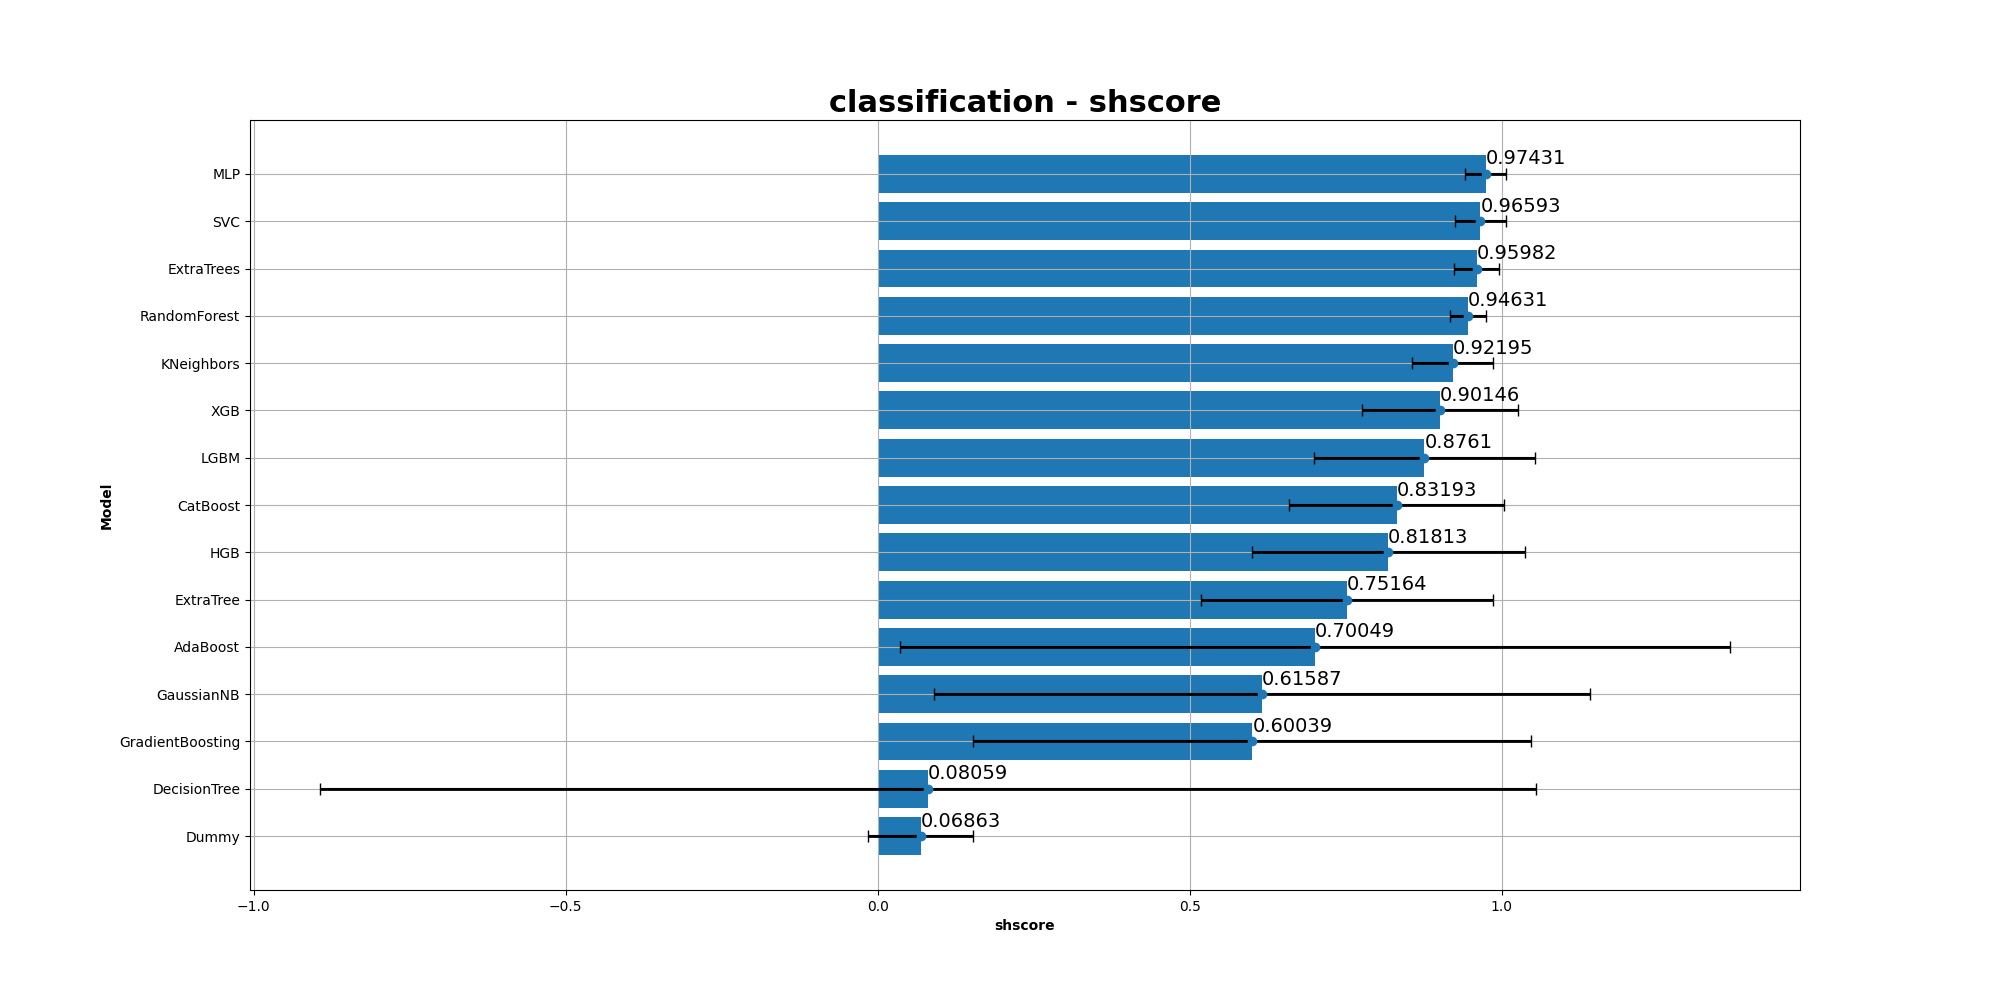 classification - shscore
MLP
0.97431
SVC
0.96593
ExtraTrees
0.95982
RandomForest
0.94631
KNeighbors
0.92195
XGB
0.90146
LGBM
0.8761
CatBoost
0.83193
HGB
0.81813
ExtraTree
0.75164
AdaBoost
0.70049
GaussianNB
0.61587
GradientBoosting
0.60039
DecisionTree
0.08059
Dummy
0.06863
Model
−1.0 −0.5 0.0 0.5 1.0
shscore